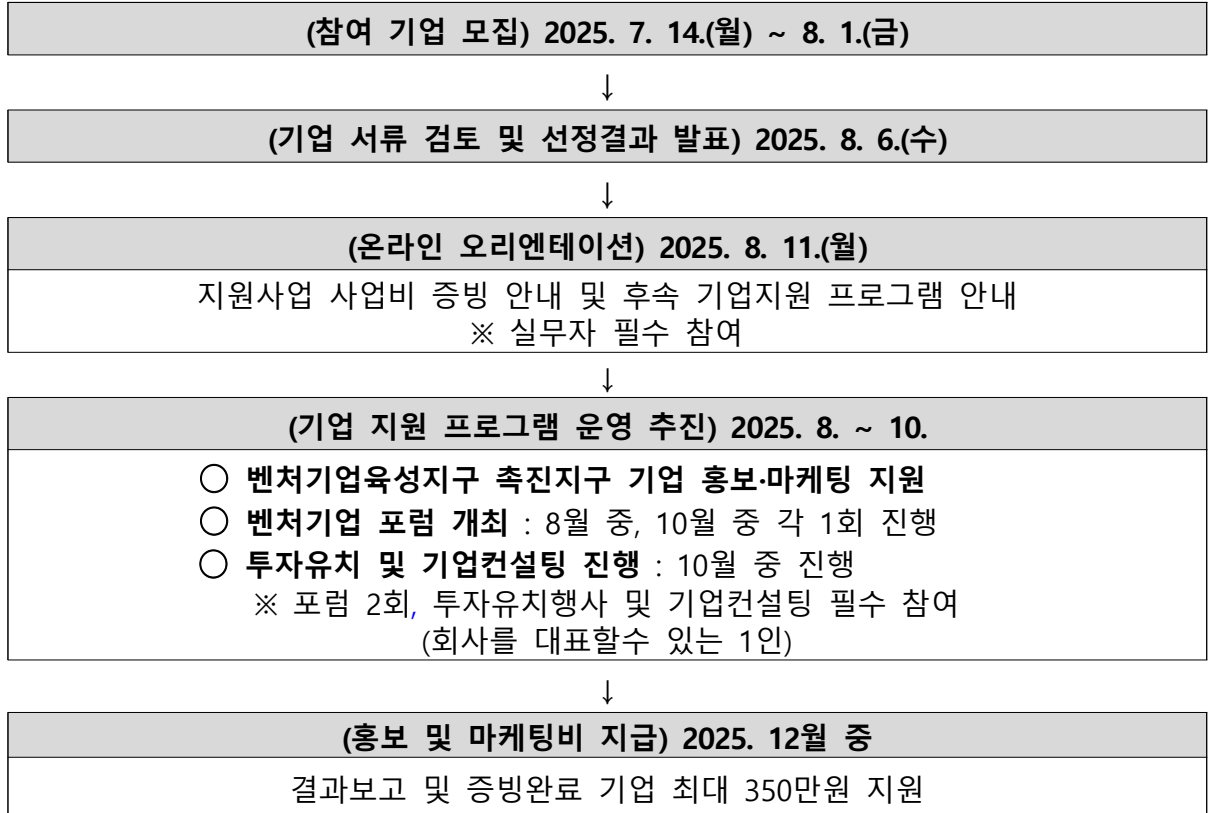 (참여 기업 모집) 2025. 7. 14.(월) ~ 8. 1.(금)
↓
(기업 서류 검토 및 선정결과 발표) 2025. 8. 6.(수)
↓
(온라인 오리엔테이션) 2025. 8. 11.(월)
지원사업 사업비 증빙 안내 및 후속 기업지원 프로그램 안내
※ 실무자 필수 참여
↓
(기업 지원 프로그램 운영 추진) 2025. 8. ~ 10.
○ 벤처기업육성지구 촉진지구 기업 홍보·마케팅 지원
○ 벤처기업 포럼 개최 : 8월 중, 10월 중 각 1회 진행
○ 투자유치 및 기업컨설팅 진행 : 10월 중 진행
※ 포럼 2회, 투자유치행사 및 기업컨설팅 필수 참여
(회사를 대표할수 있는 1인)
↓
(홍보 및 마케팅비 지급) 2025. 12월 중
결과보고 및 증빙완료 기업 최대 350만원 지원